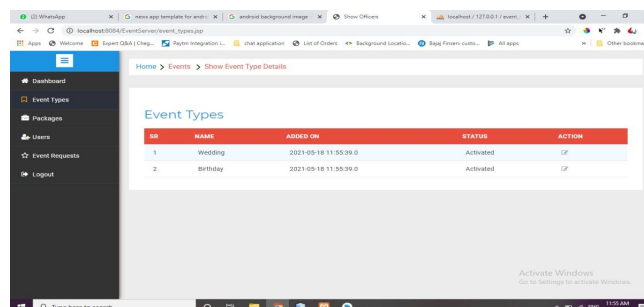 (2) WhatsApp
news app template for androi
android background image
Show Officers
localhost / 127.0.0.1 / event_
localhost:8084/EventServer/event_types.jsp
Apps Welcome Expert Q&A | Cheg... Paytm Integration i... chat application List of Orders Background Locatio... Bajaj Finserv custo... All apps » Other bookma
Home > Events > Show Event Type Details
Dashboard
Event Types
Packages
Users
Event Requests
Logout
Event Types
SR NAME ADDED ON STATUS ACTION
1 Wedding 2021-05-18 11:55:39.0 Activated
2 Birthday 2021-05-18 11:55:39.0 Activated
Activate Windows
Go to Settings to activate Windows.
Type here to search
ENG 11:55 AM